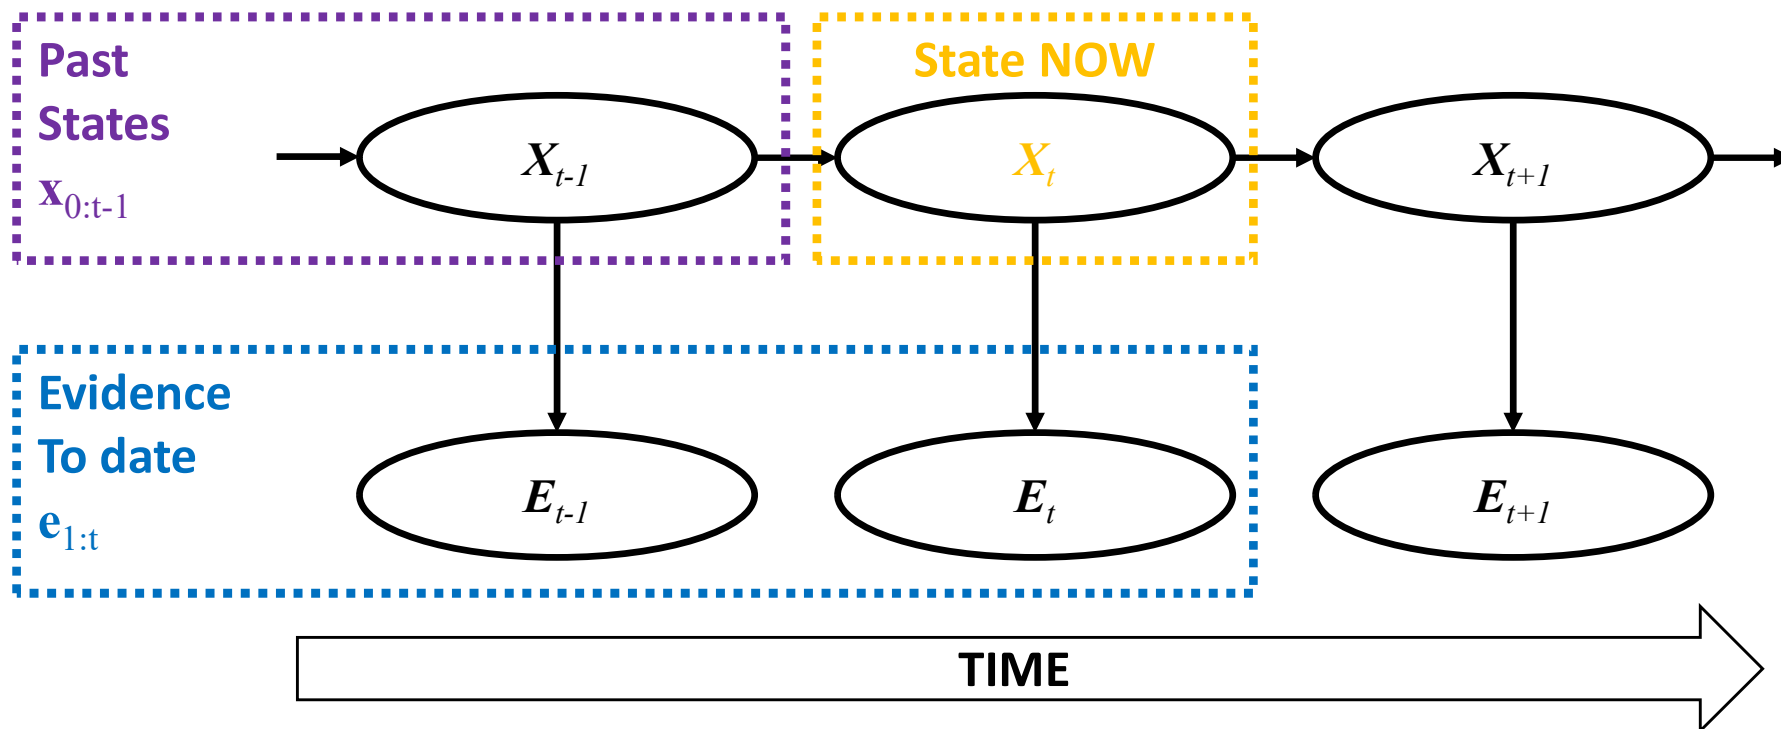 Past
States
x0:t-1
State NOW
Xt-1
Xt
Xt+1
Evidence
To date
e1:t
Et-1
Et
Et+1
TIME